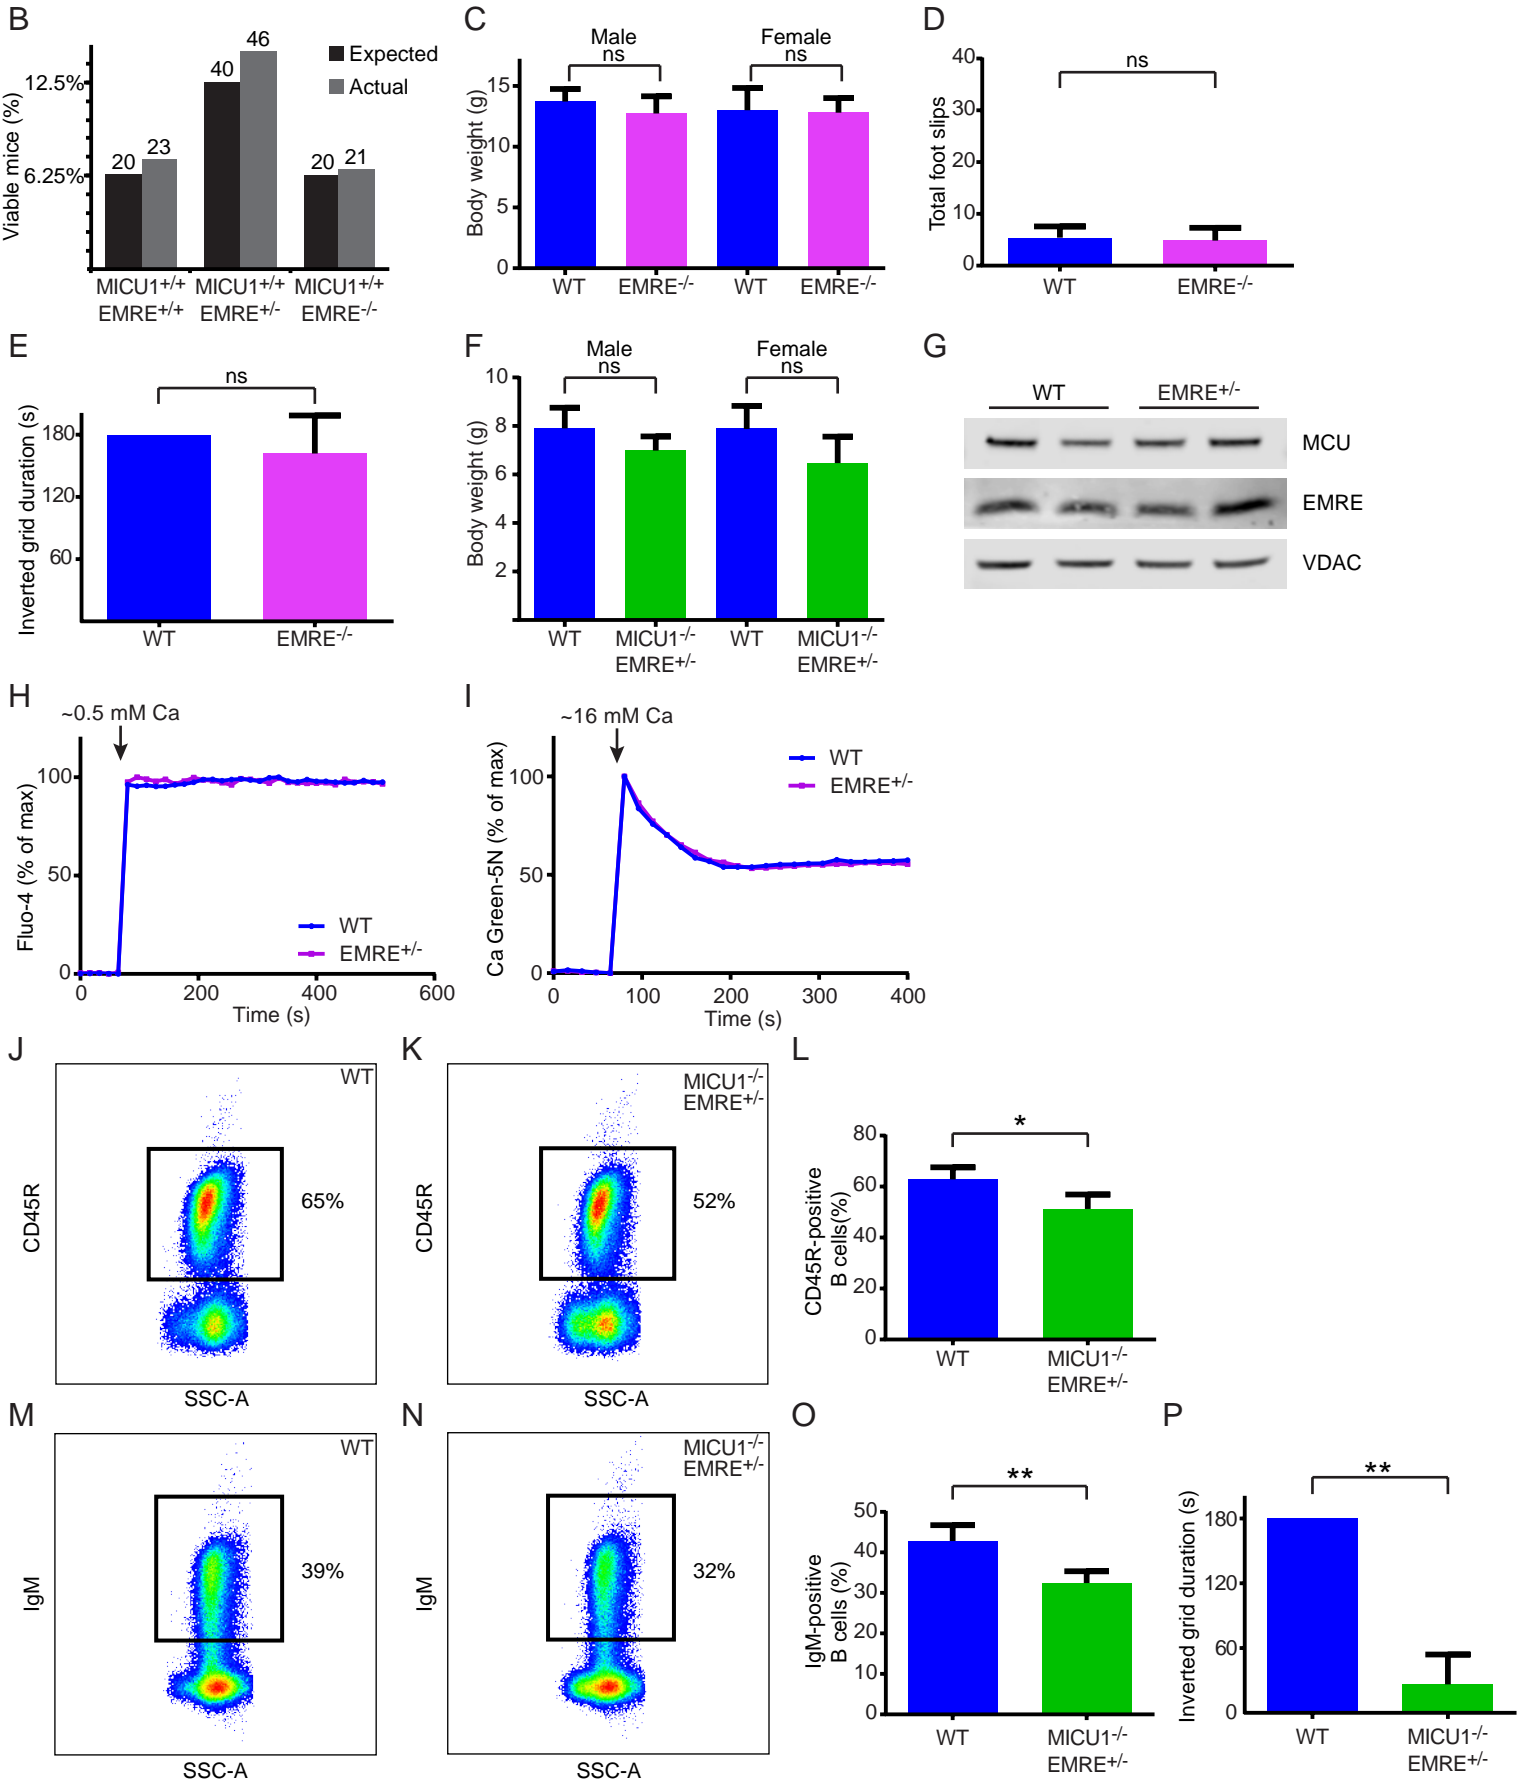 B
Viable mice (%)
12.5%
6.25%
20
23
40
46
20
21
Expected
Actual
MICU1+/+
EMRE+/+
MICU1+/+
EMRE+/-
MICU1+/+
EMRE-/-
C
Body weight (g)
15
10
5
0
Male
ns
Female
ns
WT
EMRE-/-
WT
EMRE-/-
D
Total foot slips
40
30
20
10
0
ns
WT
EMRE-/-
E
Inverted grid duration (s)
180
120
60
ns
WT
EMRE-/-
F
Body weight (g)
10
8
6
4
2
Male
ns
Female
ns
WT
MICU1-/-
EMRE+/-
WT
MICU1-/-
EMRE+/-
G
WT
EMRE+/-
MCU
EMRE
VDAC
H
~0.5 mM Ca
Fluo-4 (% of max)
100
50
0
WT
EMRE+/-
0
200
400
600
Time (s)
I
~16 mM Ca
Ca Green-5N (% of max)
100
50
0
WT
EMRE+/-
0
100
200
300
400
Time (s)
J
WT
CD45R
65%
SSC-A
K
MICU1-/-
EMRE+/-
CD45R
52%
SSC-A
L
CD45R-positive
B cells(%)
80
60
40
20
0
*
WT
MICU1-/-
EMRE+/-
M
WT
IgM
39%
SSC-A
N
MICU1-/-
EMRE+/-
IgM
32%
SSC-A
O
IgM-positive
B cells (%)
50
40
30
20
10
0
**
WT
MICU1-/-
EMRE+/-
P
Inverted grid duration (s)
180
120
60
0
**
WT
MICU1-/-
EMRE+/-